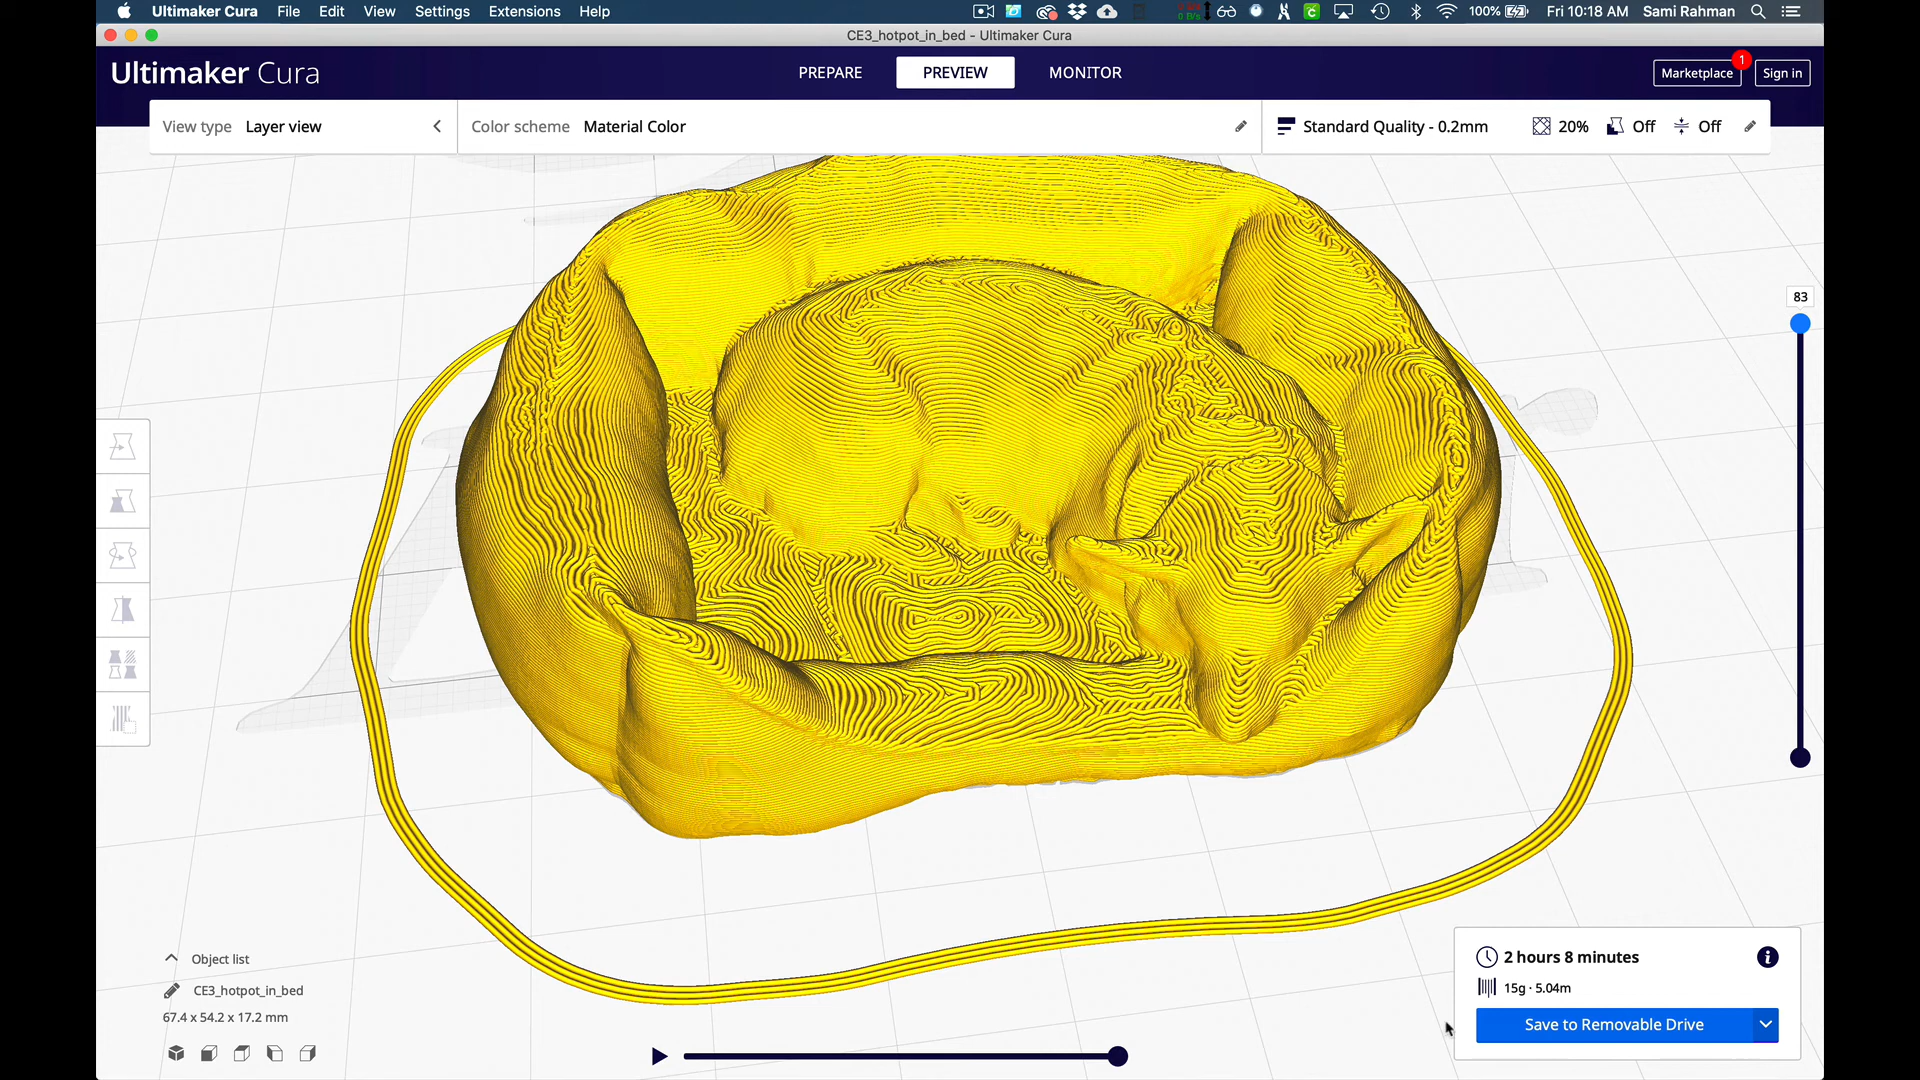 Ultimaker Cura File Edit View Settings Extensions Help 100% Fri 10:18 AM Sami Rahman
CE3_hotpot_in_bed - Ultimaker Cura
Ultimaker Cura PREPARE PREVIEW MONITOR Marketplace 1 Sign in
View type Layer view Color scheme Material Color Standard Quality - 0.2mm 20% Off Off
83
Object list
CE3_hotpot_in_bed
67.4 x 54.2 x 17.2 mm
2 hours 8 minutes
15g · 5.04m
Save to Removable Drive